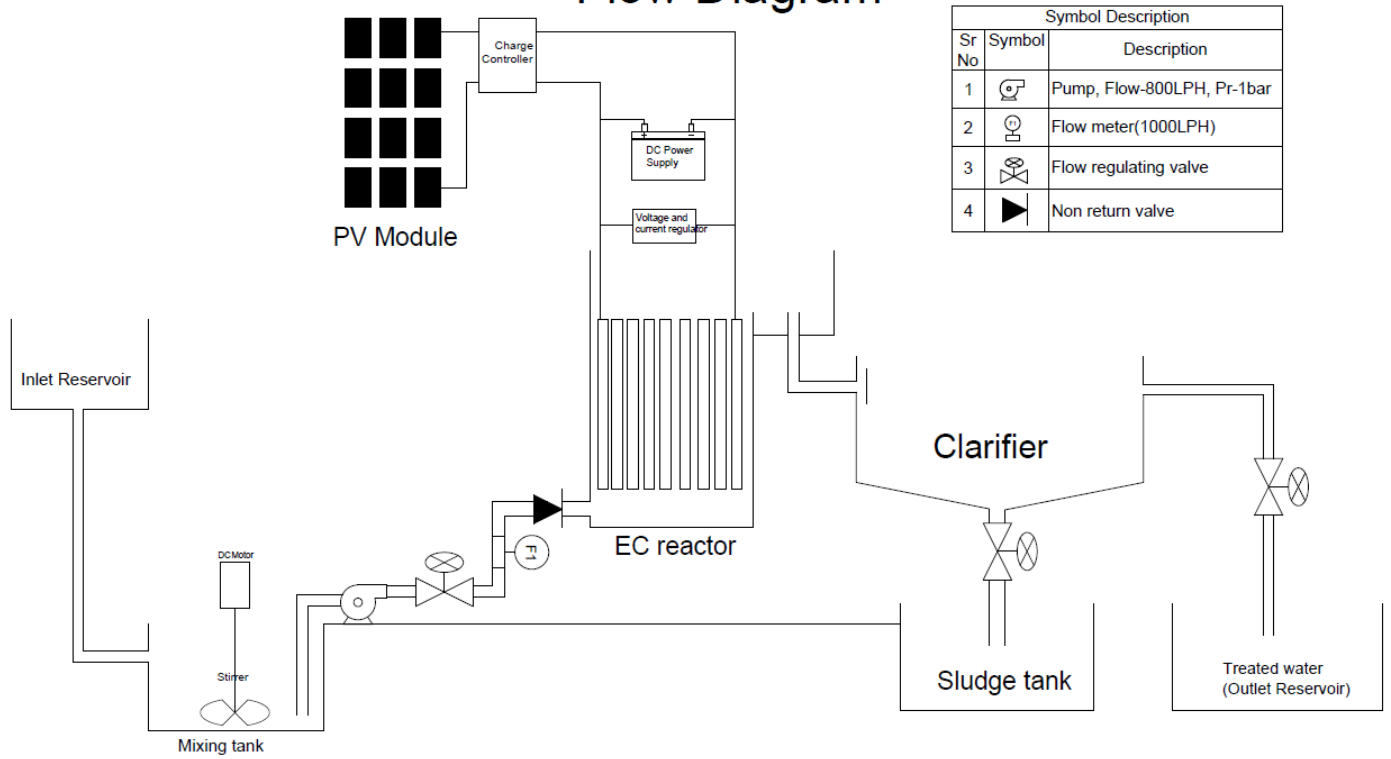 Flow Diagram
Symbol Description
Sr No Symbol Description
1 Pump, Flow-800LPH, Pr-1bar
2 F1 Flow meter(1000LPH)
3 Flow regulating valve
4 Non return valve
Charge
Controller
+ −
DC Power
Supply
Voltage and
current regulator
PV Module
Inlet Reservoir
Clarifier
EC reactor
F1
DCMotor
Stirrer
Mixing tank
Sludge tank
Treated water
(Outlet Reservoir)